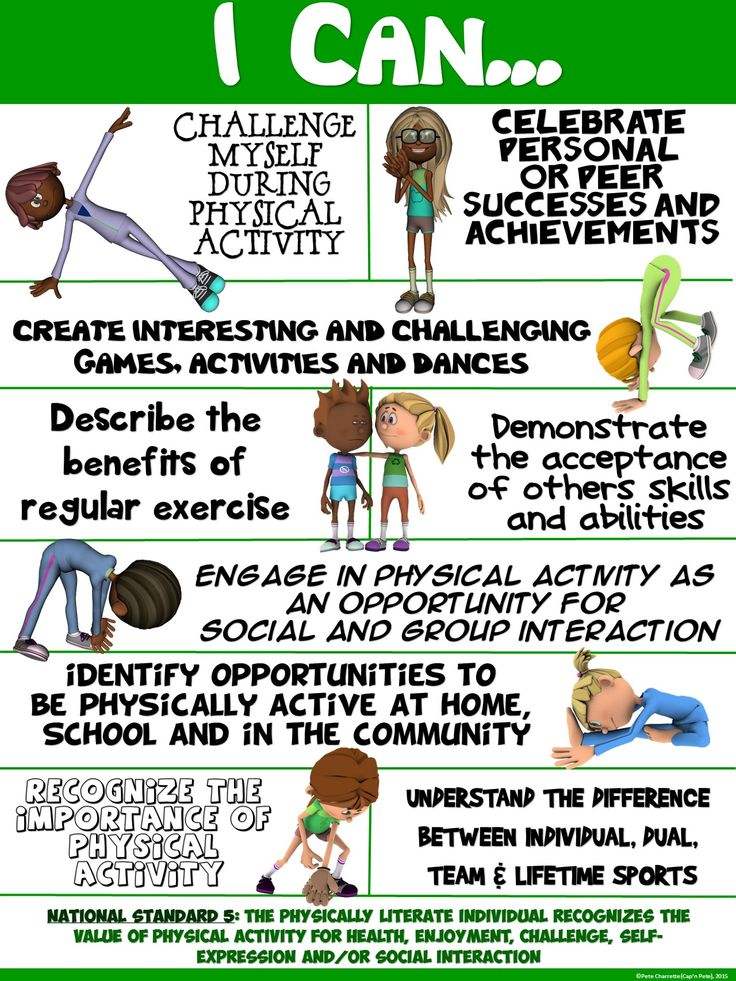 I CAN...
CHALLENGE
MYSELF
DURING
PHYSICAL
ACTIVITY
CELEBRATE
PERSONAL
OR PEER
SUCCESSES AND
ACHIEVEMENTS
CREATE INTERESTING AND CHALLENGING
GAMES, ACTIVITIES AND DANCES
Describe the
benefits of
regular exercise
Demonstrate
the acceptance
of others skills
and abilities
ENGAGE IN PHYSICAL ACTIVITY AS
AN OPPORTUNITY FOR
SOCIAL AND GROUP INTERACTION
IDENTIFY OPPORTUNITIES TO
BE PHYSICALLY ACTIVE AT HOME,
SCHOOL AND IN THE COMMUNITY
RECOGNIZE THE
IMPORTANCE OF
PHYSICAL
ACTIVITY
UNDERSTAND THE DIFFERENCE
BETWEEN INDIVIDUAL, DUAL,
TEAM & LIFETIME SPORTS
NATIONAL STANDARD 5: THE PHYSICALLY LITERATE INDIVIDUAL RECOGNIZES THE
VALUE OF PHYSICAL ACTIVITY FOR HEALTH, ENJOYMENT, CHALLENGE, SELF-
EXPRESSION AND/OR SOCIAL INTERACTION
©Pete Charrette(Cap'n Pete), 2015